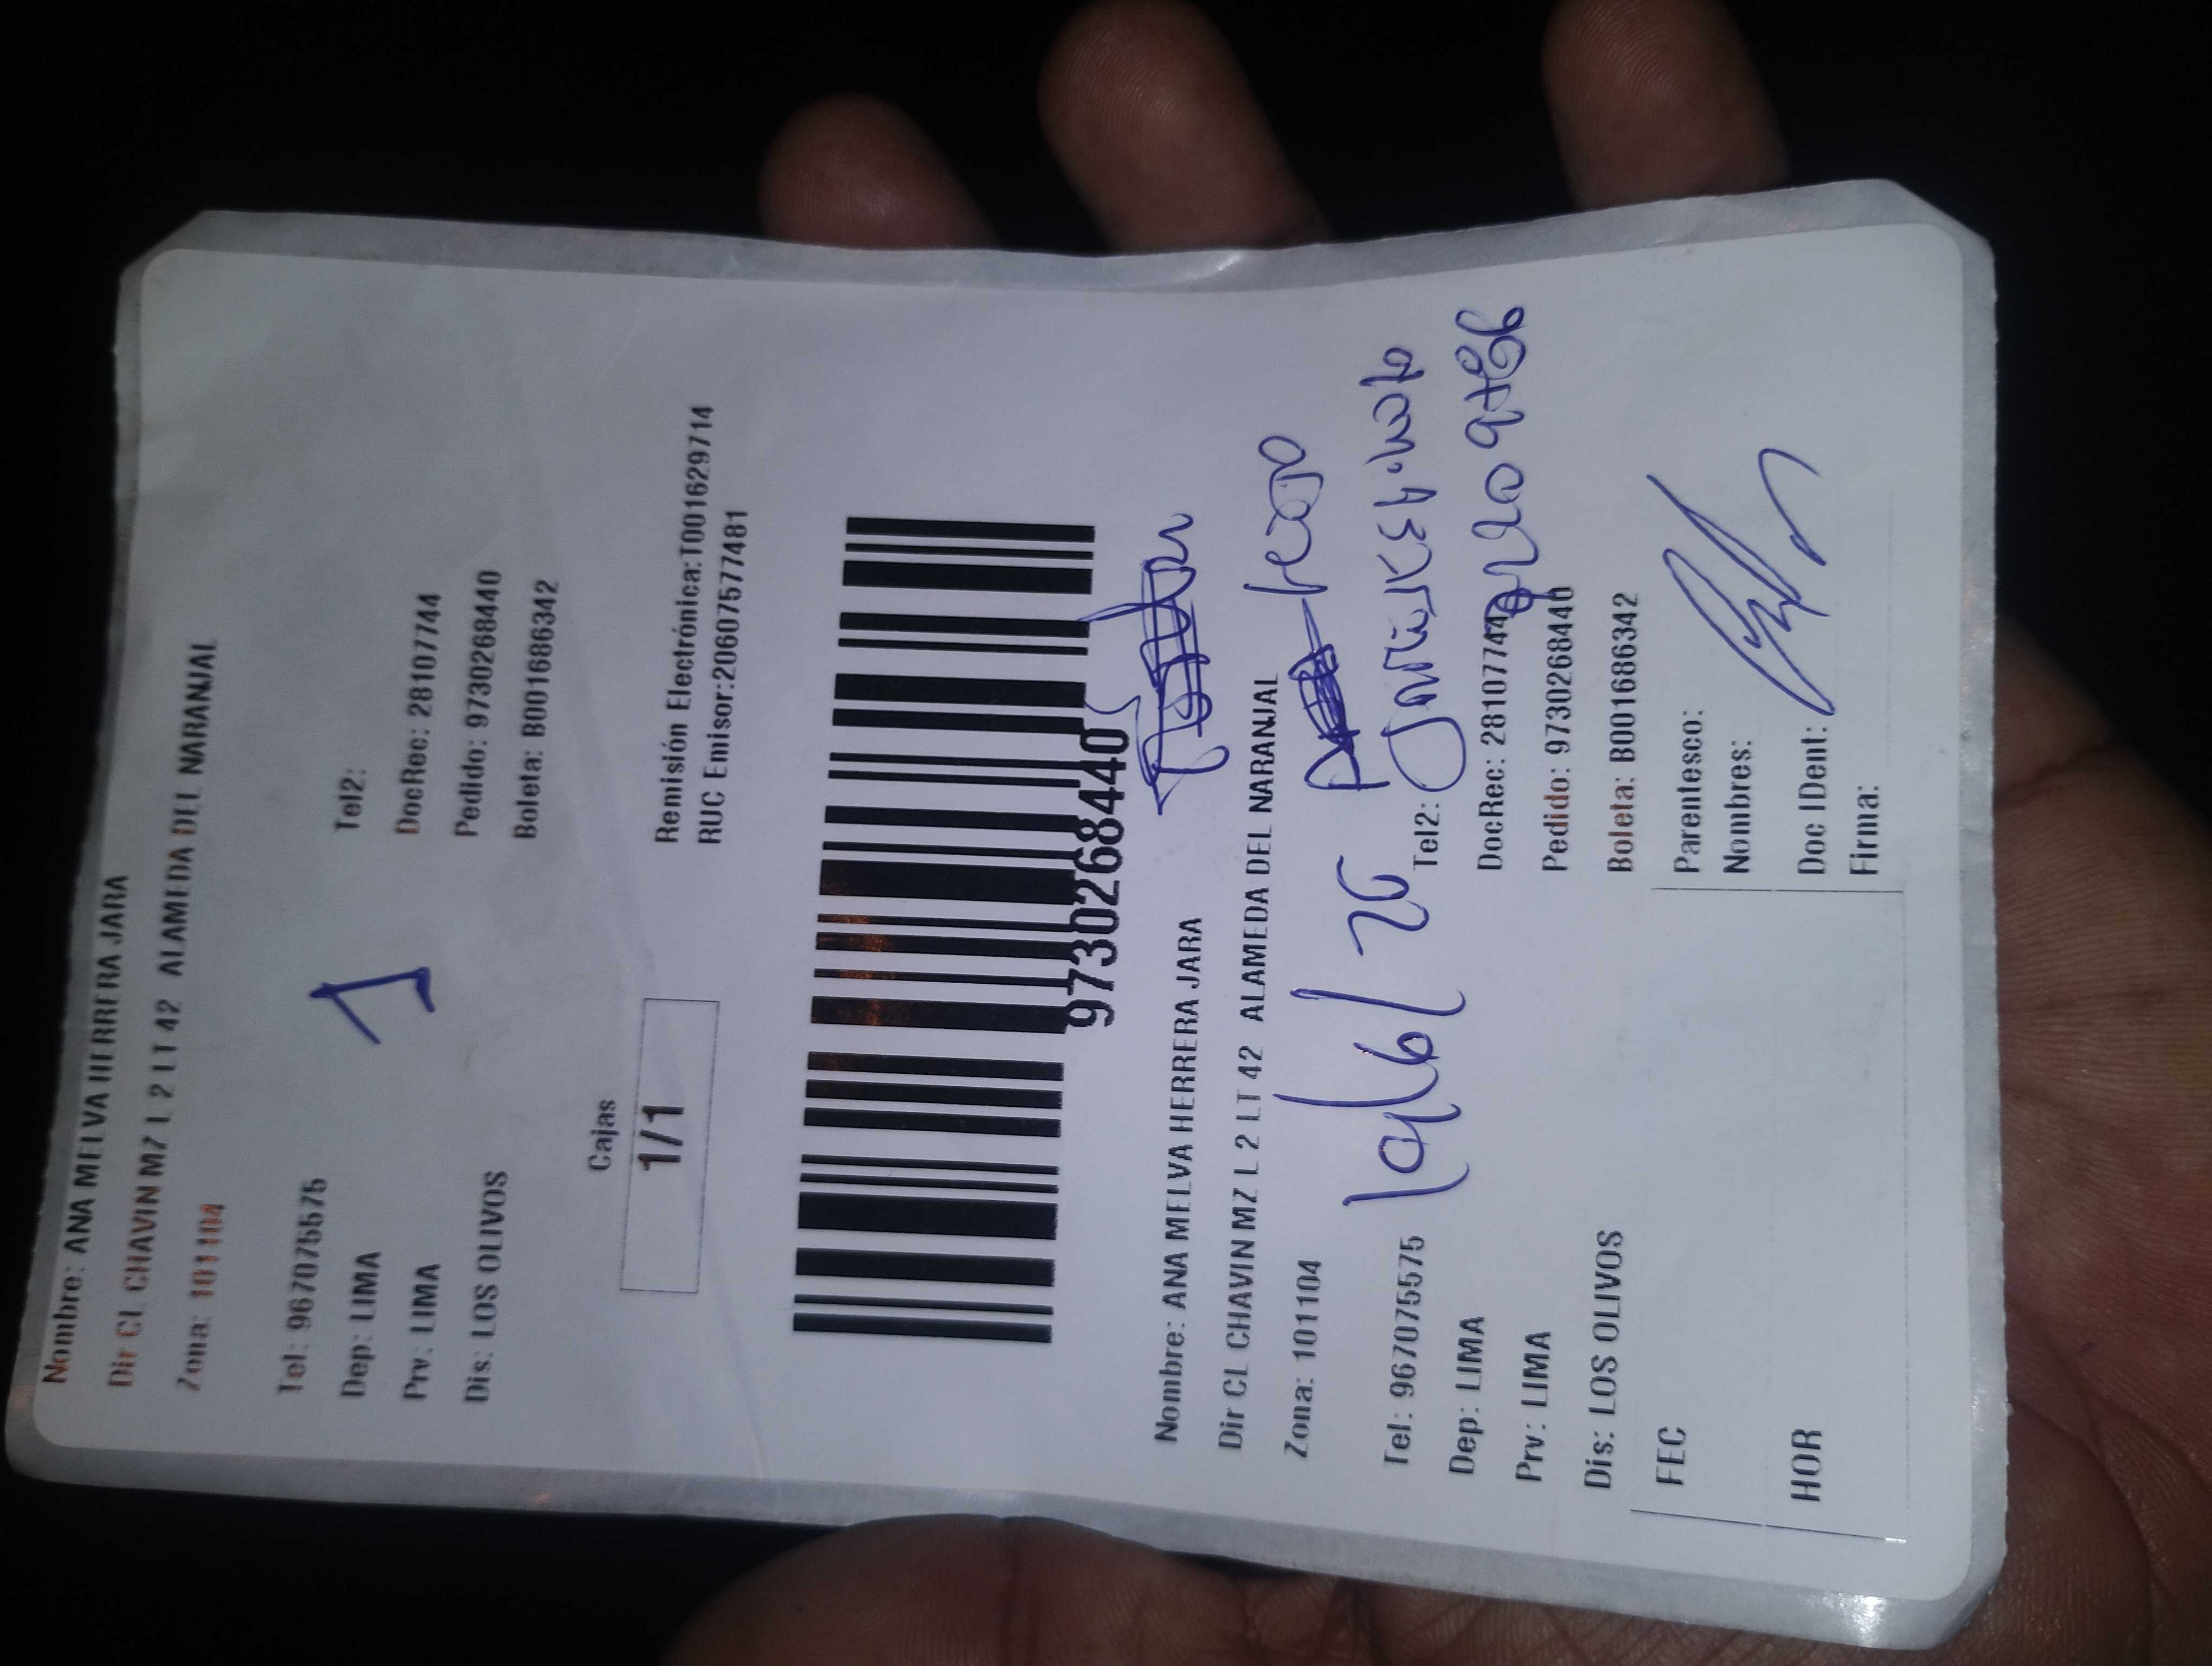 Nombre: ANA MELVA HERRERA JARA
Dir CL CHAVIN MZ L 2 LT 42 ALAMEDA DEL NARANJAL
Zona: 101104
Tel: 967075575
Tel2:
Dep: LIMA
DocRec: 28107744
Prv: LIMA
Pedido: 9730268440
Dis: LOS OLIVOS
Boleta: B001686342
1
Cajas
1/1
Remisión Electrónica:T001629714
RUC Emisor:20607577481
9730268440
Nombre: ANA MELVA HERRERA JARA
Dir CL CHAVIN MZ L 2 LT 42 ALAMEDA DEL NARANJAL
Zona: 101104
Tel: 967075575
Tel2:
Dep: LIMA
DocRec: 28107744
Prv: LIMA
Pedido: 9730268440
Dis: LOS OLIVOS
Boleta: B001686342
FEC
Parentesco:
Nombres:
HOR
Doc IDent:
Firma: